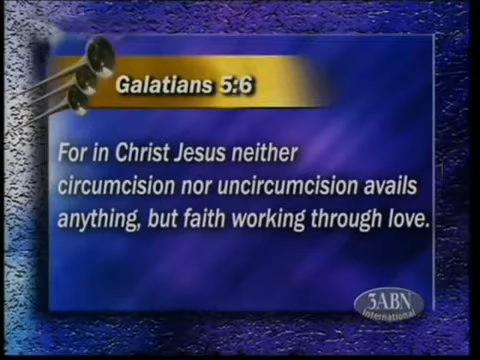 Galatians 5:6
For in Christ Jesus neither
circumcision nor uncircumcision avails
anything, but faith working through love.
3ABN
International